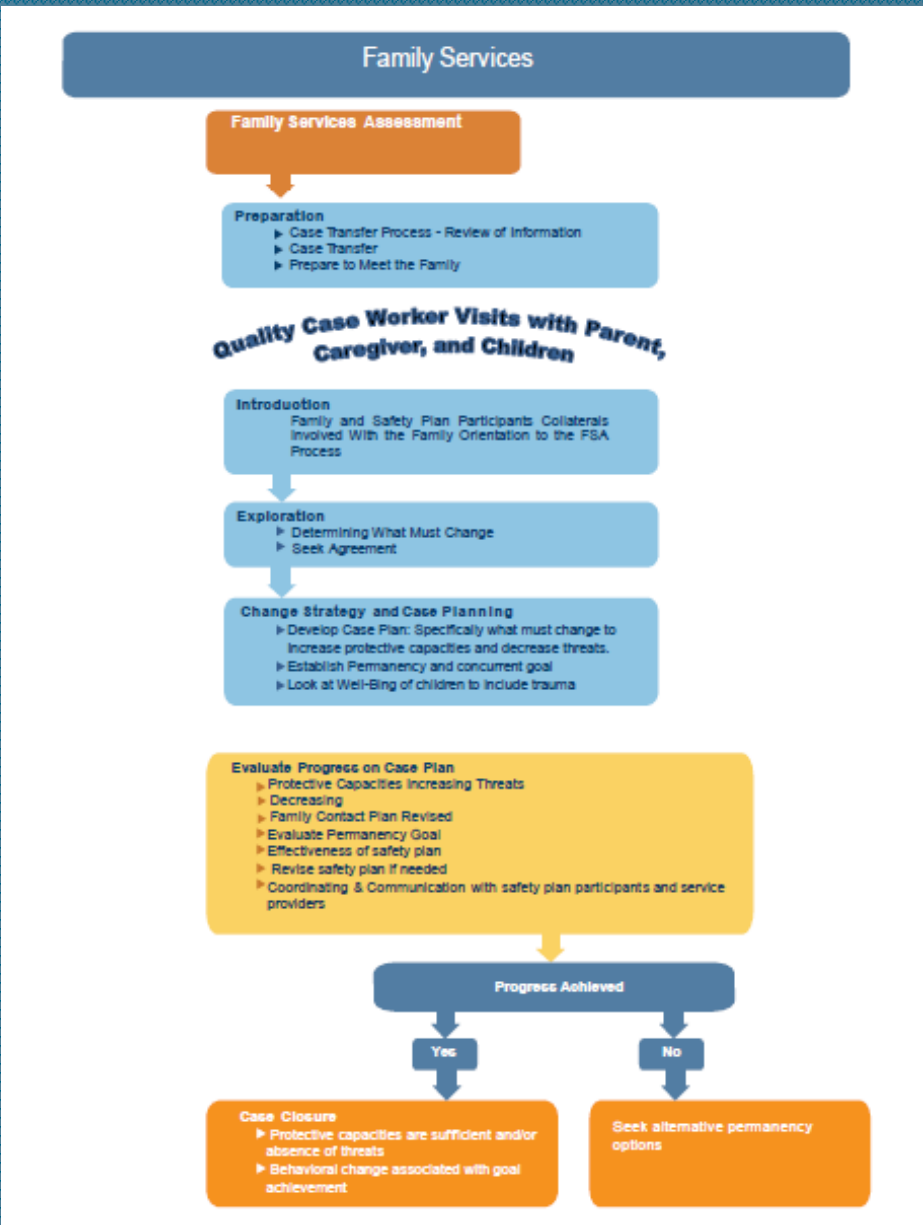 Family Services
Family Services Assessment
Preparation
Case Transfer Process - Review of Information
Case Transfer
Prepare to Meet the Family
Quality Case Worker Visits with Parent,
Caregiver, and Children
Introduction
Family and Safety Plan Participants Collaterals
Involved With the Family Orientation to the FSA
Process
Exploration
Determining What Must Change
Seek Agreement
Change Strategy and Case Planning
Develop Case Plan: Specifically what must change to
increase protective capacities and decrease threats.
Establish Permanency and concurrent goal
Look at Well-Bing of children to include trauma
Evaluate Progress on Case Plan
Protective Capacities Increasing Threats
Decreasing
Family Contact Plan Revised
Evaluate Permanency Goal
Effectiveness of safety plan
Revise safety plan if needed
Coordinating & Communication with safety plan participants and service
providers
Progress Achieved
Yes
No
Case Closure
Protective capacities are sufficient and/or
absence of threats
Behavioral change associated with goal
achievement
Seek alternative permanency
options